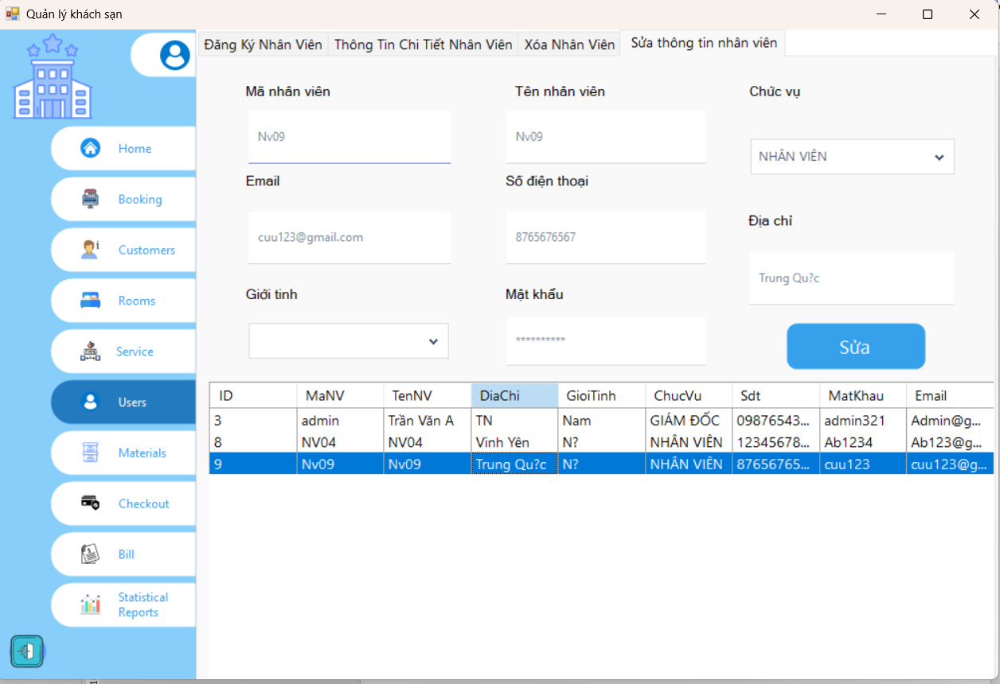 Quản lý khách sạn
Đăng Ký Nhân Viên Thông Tin Chi Tiết Nhân Viên Xóa Nhân Viên Sửa thông tin nhân viên
Home
Booking
Customers
Rooms
Service
Users
Materials
Checkout
Bill
Statistical
Reports
Mã nhân viên Tên nhân viên Chức vụ
Nv09 Nv09
NHÂN VIÊN
Email Số điện thoại
Địa chỉ
cuu123@gmail.com 8765676567
Trung Qu?c
Giới tinh Mật khẩu
**********
Sửa
ID MaNV TenNV DiaChi GioiTinh ChucVu Sdt MatKhau Email
3 admin Trần Văn A TN Nam GIÁM ĐỐC 09876543... admin321 Admin@g...
8 NV04 NV04 Vinh Yên N? NHÂN VIÊN 12345678... Ab1234 Ab123@g...
9 Nv09 Nv09 Trung Qu?c N? NHÂN VIÊN 87656765... cuu123 cuu123@g...